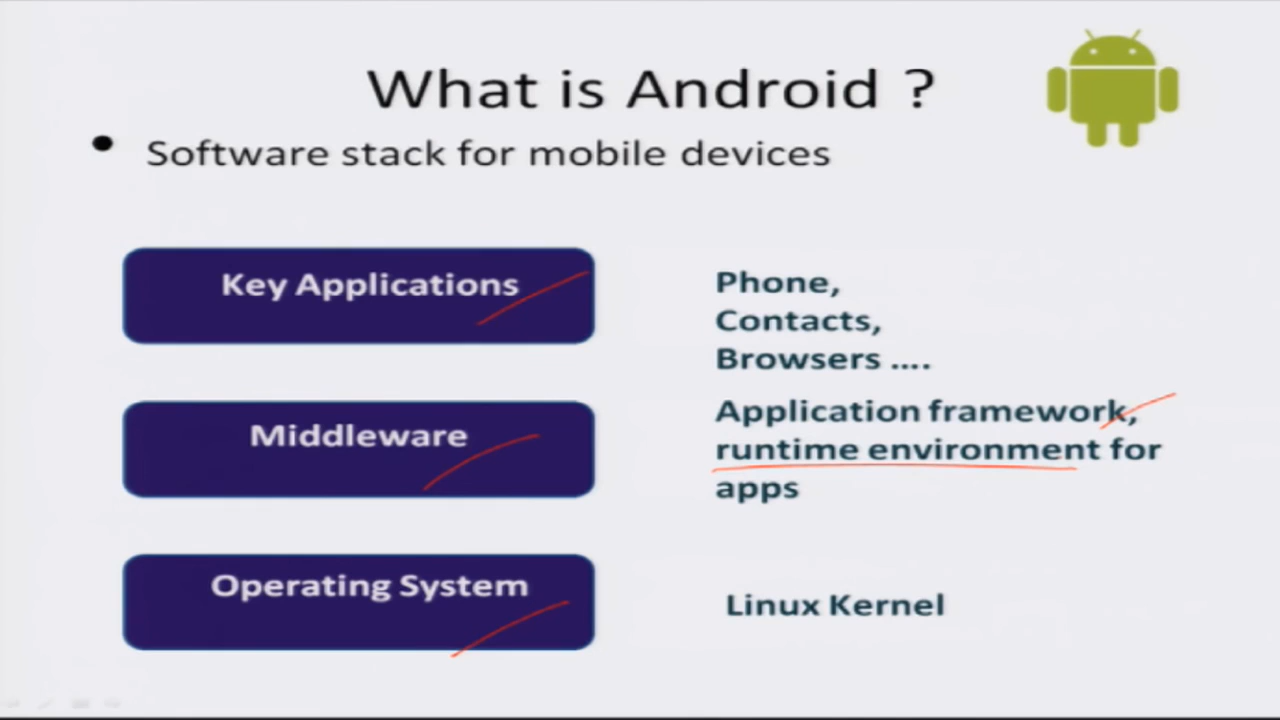 What is Android ?
• Software stack for mobile devices
Key Applications
Phone,
Contacts,
Browsers ....
Middleware
Application framework,
runtime environment for
apps
Operating System
Linux Kernel